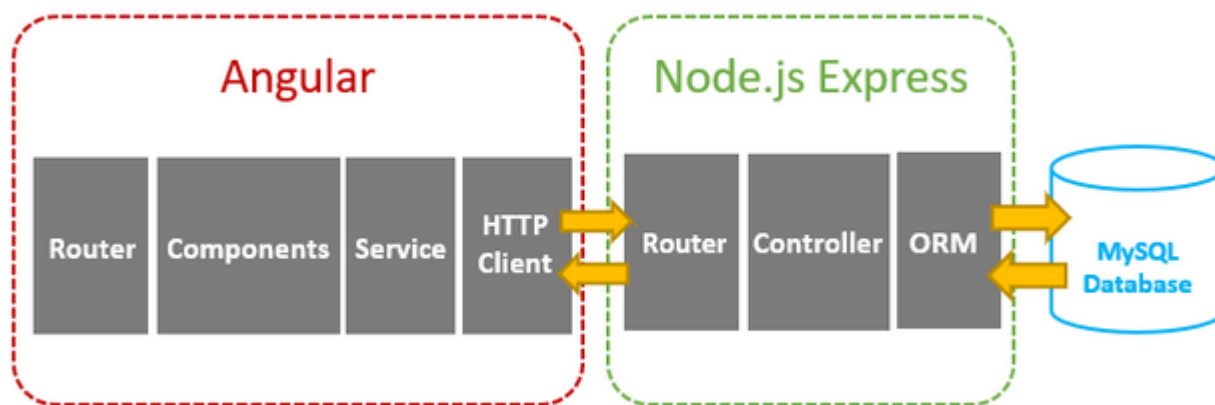 Angular
Node.js Express
Router
Components
Service
HTTP
Client
Router
Controller
ORM
MySQL
Database